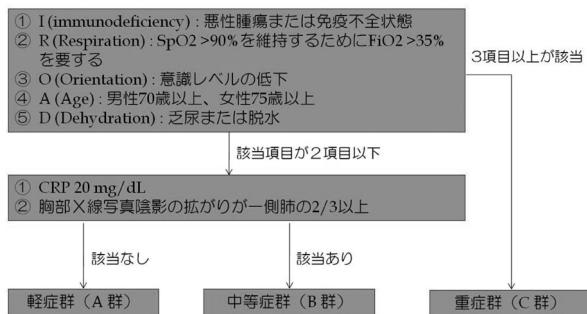 ① I (immunodeficiency) : 悪性腫瘍または免疫不全状態
② R (Respiration) : SpO2 >90%を維持するためにFiO2 >35%
を要する
③ O (Orientation) : 意識レベルの低下
④ A (Age) : 男性70歳以上、女性75歳以上
⑤ D (Dehydration) : 乏尿または脱水
3項目以上が該当
該当項目が2項目以下
① CRP 20 mg/dL
② 胸部X線写真陰影の拡がりが一側肺の2/3以上
該当なし
該当あり
軽症群（A 群）
中等症群（B 群）
重症群（C 群）